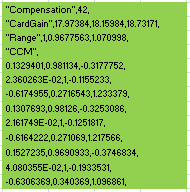 "Compensation",42,
"CardGain",17.97384,18.15984,18.73171,
"Range",1,0.9677563,1.070998,
"CCM"
0.1329401,0.981134,-0.3177752,
2.360263E-02,1,-0.1155233,
-0.6174955,0.2716543,1.233379,
0.1307693,0.98126,-0.3253086,
2.161749E-02,1,-0.1251817,
-0.6164222,0.271069,1.217566,
0.1527235,0.9690933,-0.3746834,
4.080355E-02,1,-0.1933531,
-0.6306369,0.340369,1.096861,